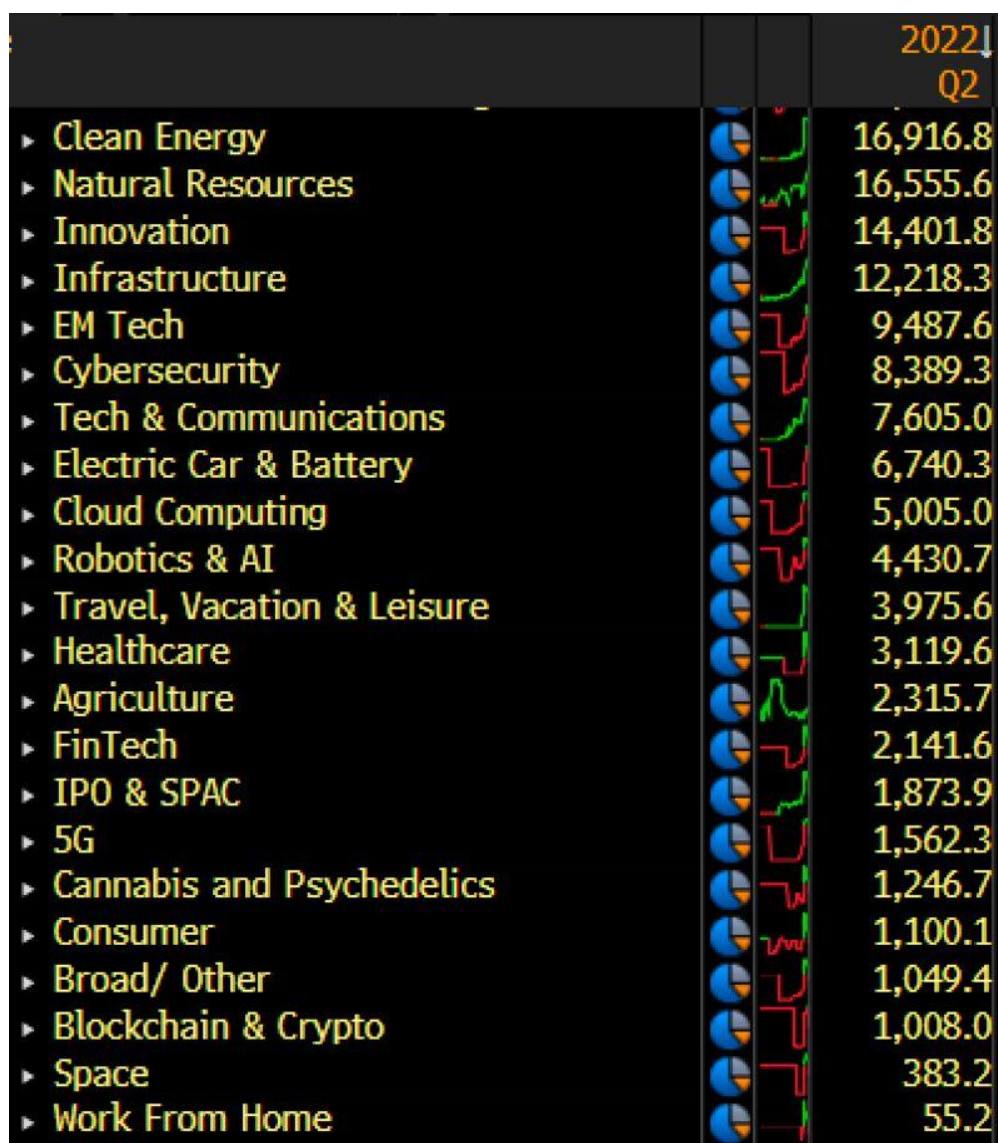 2022↓
Q2
Clean Energy 16,916.8
Natural Resources 16,555.6
Innovation 14,401.8
Infrastructure 12,218.3
EM Tech 9,487.6
Cybersecurity 8,389.3
Tech & Communications 7,605.0
Electric Car & Battery 6,740.3
Cloud Computing 5,005.0
Robotics & AI 4,430.7
Travel, Vacation & Leisure 3,975.6
Healthcare 3,119.6
Agriculture 2,315.7
FinTech 2,141.6
IPO & SPAC 1,873.9
5G 1,562.3
Cannabis and Psychedelics 1,246.7
Consumer 1,100.1
Broad/ Other 1,049.4
Blockchain & Crypto 1,008.0
Space 383.2
Work From Home 55.2